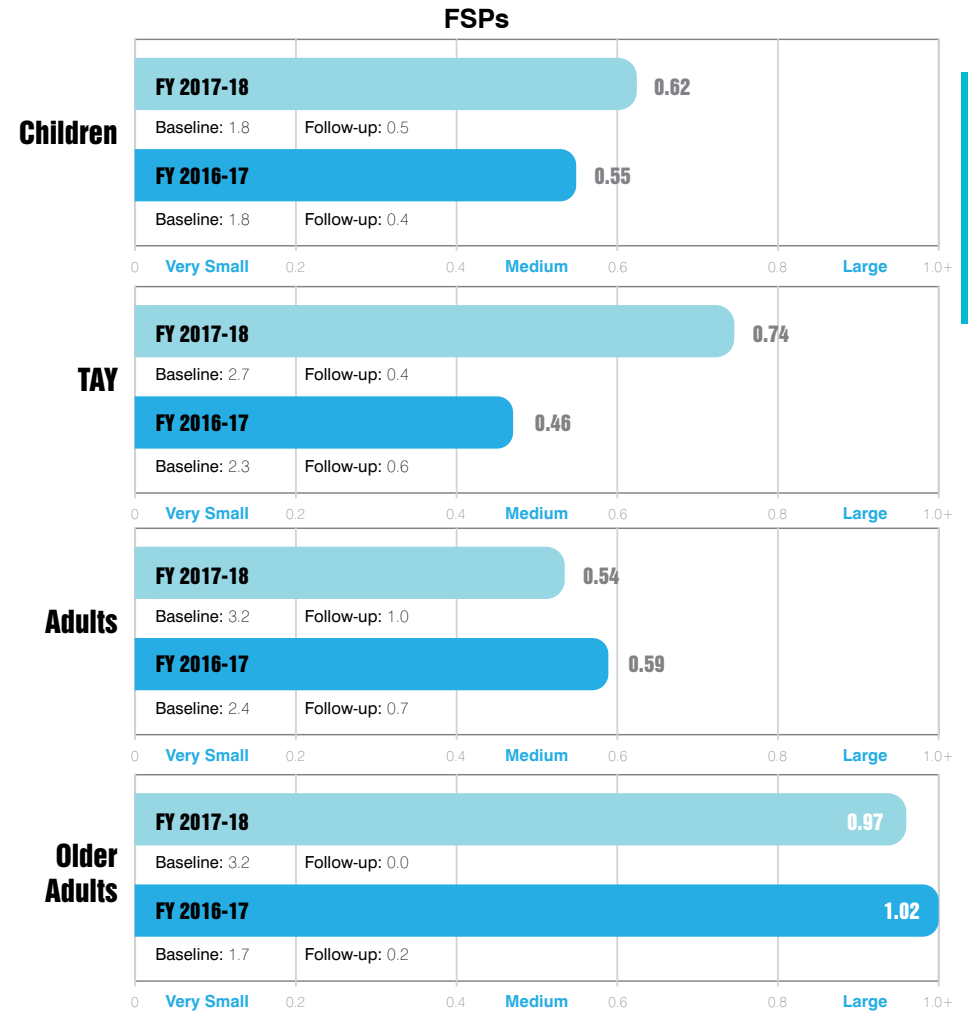 FSPs
Children
FY 2017-18 0.62
Baseline: 1.8 Follow-up: 0.5
FY 2016-17 0.55
Baseline: 1.8 Follow-up: 0.4
0 Very Small 0.2 0.4 Medium 0.6 0.8 Large 1.0+
TAY
FY 2017-18 0.74
Baseline: 2.7 Follow-up: 0.4
FY 2016-17 0.46
Baseline: 2.3 Follow-up: 0.6
0 Very Small 0.2 0.4 Medium 0.6 0.8 Large 1.0+
Adults
FY 2017-18 0.54
Baseline: 3.2 Follow-up: 1.0
FY 2016-17 0.59
Baseline: 2.4 Follow-up: 0.7
0 Very Small 0.2 0.4 Medium 0.6 0.8 Large 1.0+
Older
Adults
FY 2017-18 0.97
Baseline: 3.2 Follow-up: 0.0
FY 2016-17 1.02
Baseline: 1.7 Follow-up: 0.2
0 Very Small 0.2 0.4 Medium 0.6 0.8 Large 1.0+